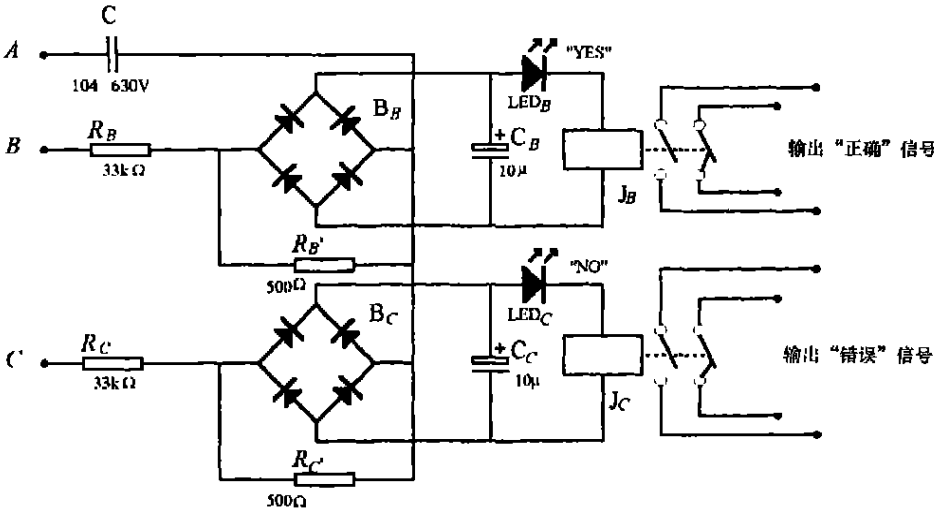 C
A
104 630V
"YES"
LEDB
BB
RB
B
33kΩ
+ CB
10μ
JB
输出“正确”信号
RB'
500Ω
"NO"
LEDC
BC
RC
C
33kΩ
+ CC
10μ
JC
输出“错误”信号
RC'
500Ω